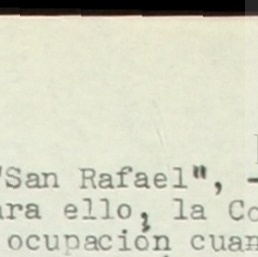 "San Rafael", -
ara ello, la Co
ocupación cuan